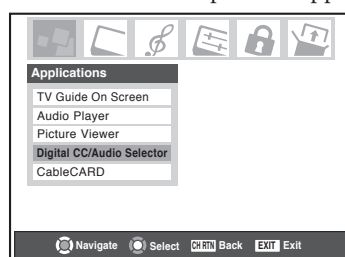 Applications
TV Guide On Screen
Audio Player
Picture Viewer
Digital CC/Audio Selector
CableCARD
Navigate Select CH RTN Back EXIT Exit